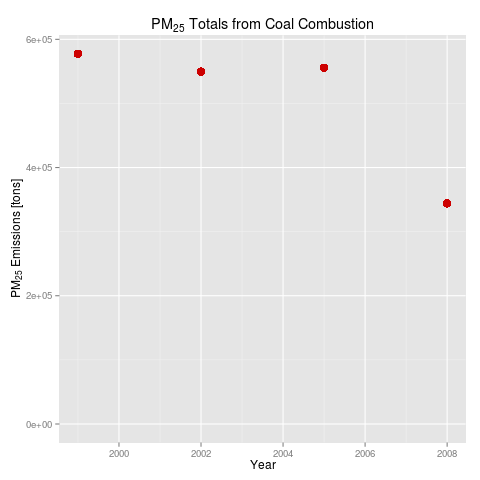 PM₂₅ Totals from Coal Combustion
6e+05
4e+05
2e+05
0e+00
PM₂₅ Emissions [tons]
2000 2002 2004 2006 2008
Year